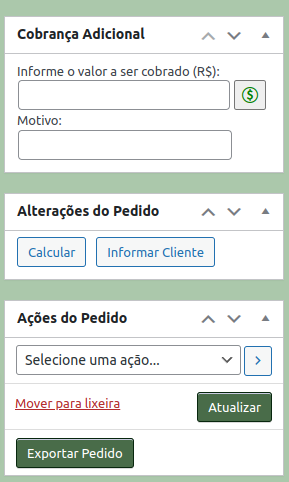 Cobrança Adicional
Informe o valor a ser cobrado (R$):
$
Motivo:
Alterações do Pedido
Calcular Informar Cliente
Ações do Pedido
Selecione uma ação...
Mover para lixeira Atualizar
Exportar Pedido